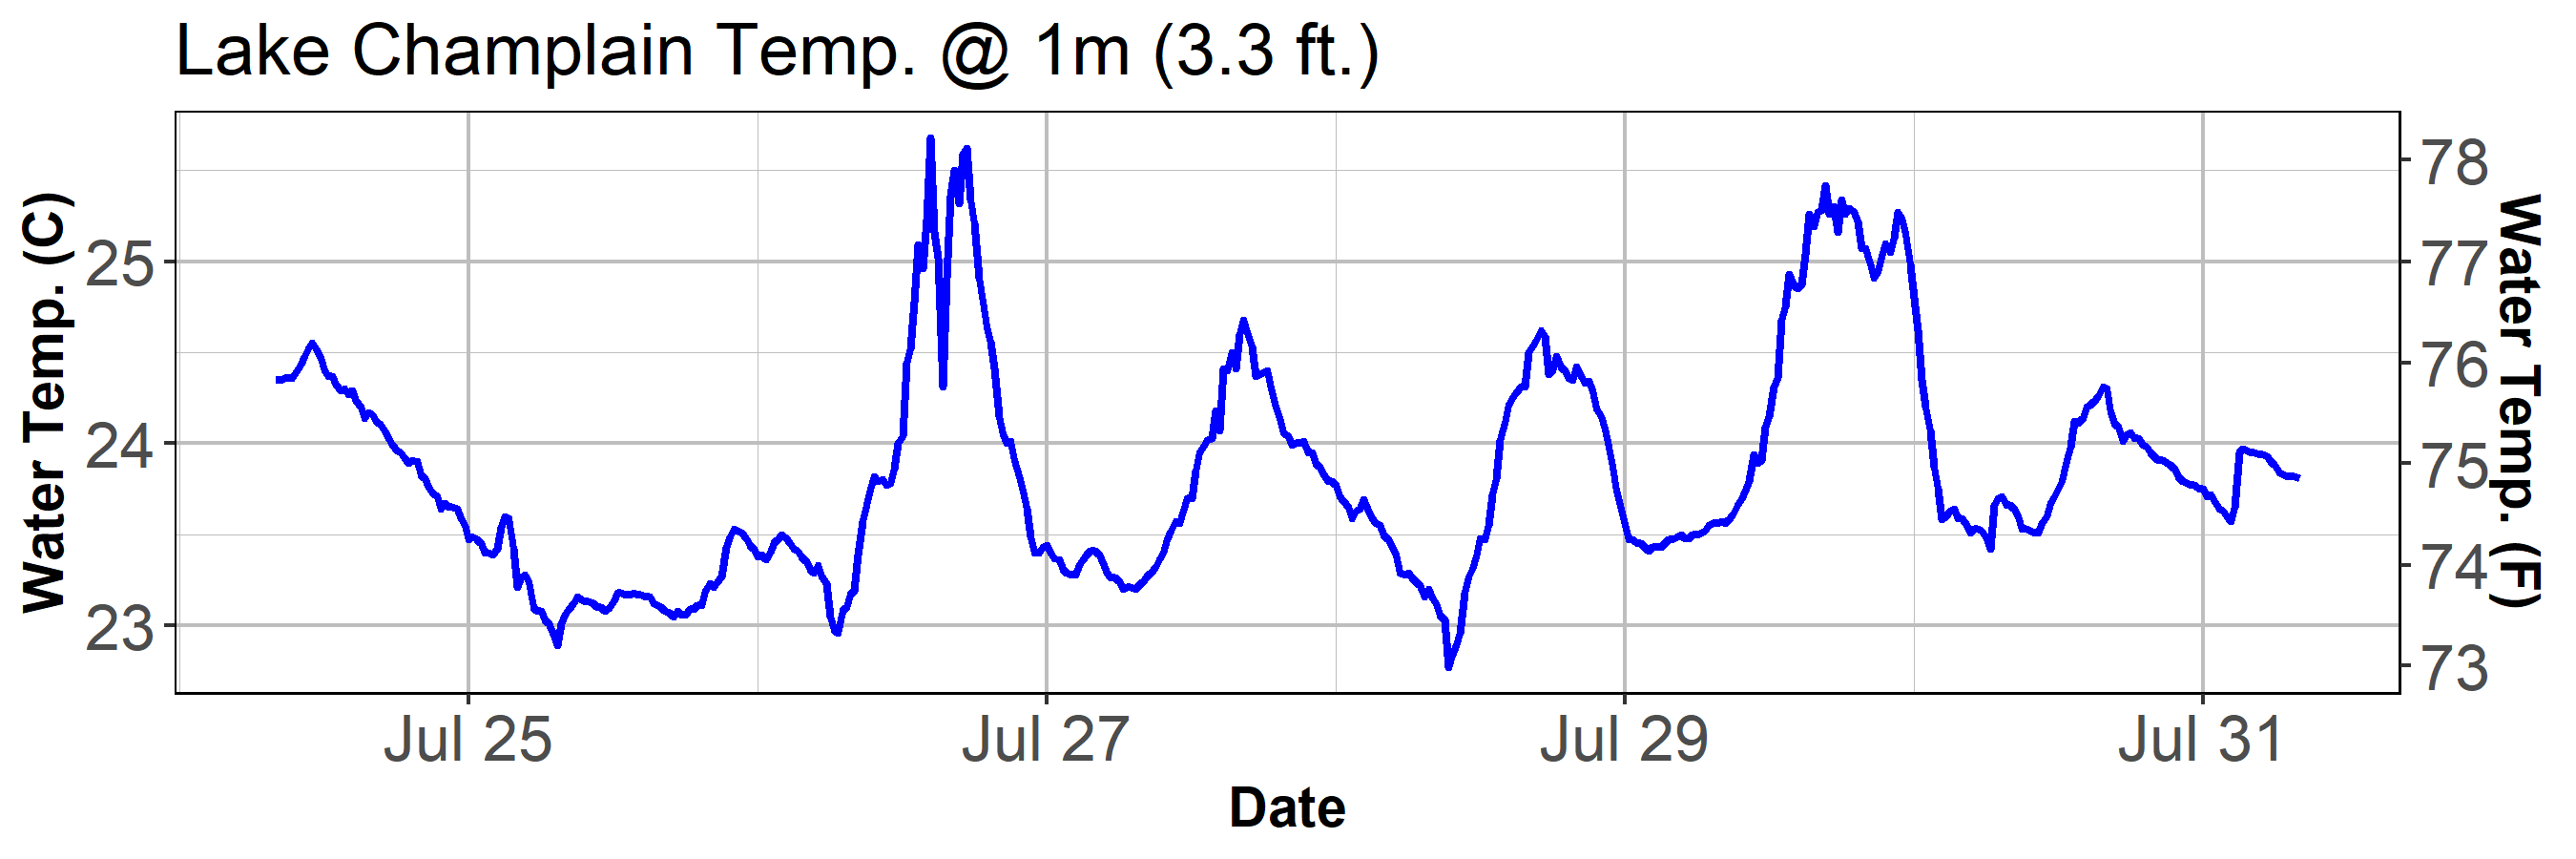 Lake Champlain Temp. @ 1m (3.3 ft.)
Water Temp. (C)
25
24
23
78
77
76
75
74
73
Water Temp. (F)
Jul 25
Jul 27
Jul 29
Jul 31
Date